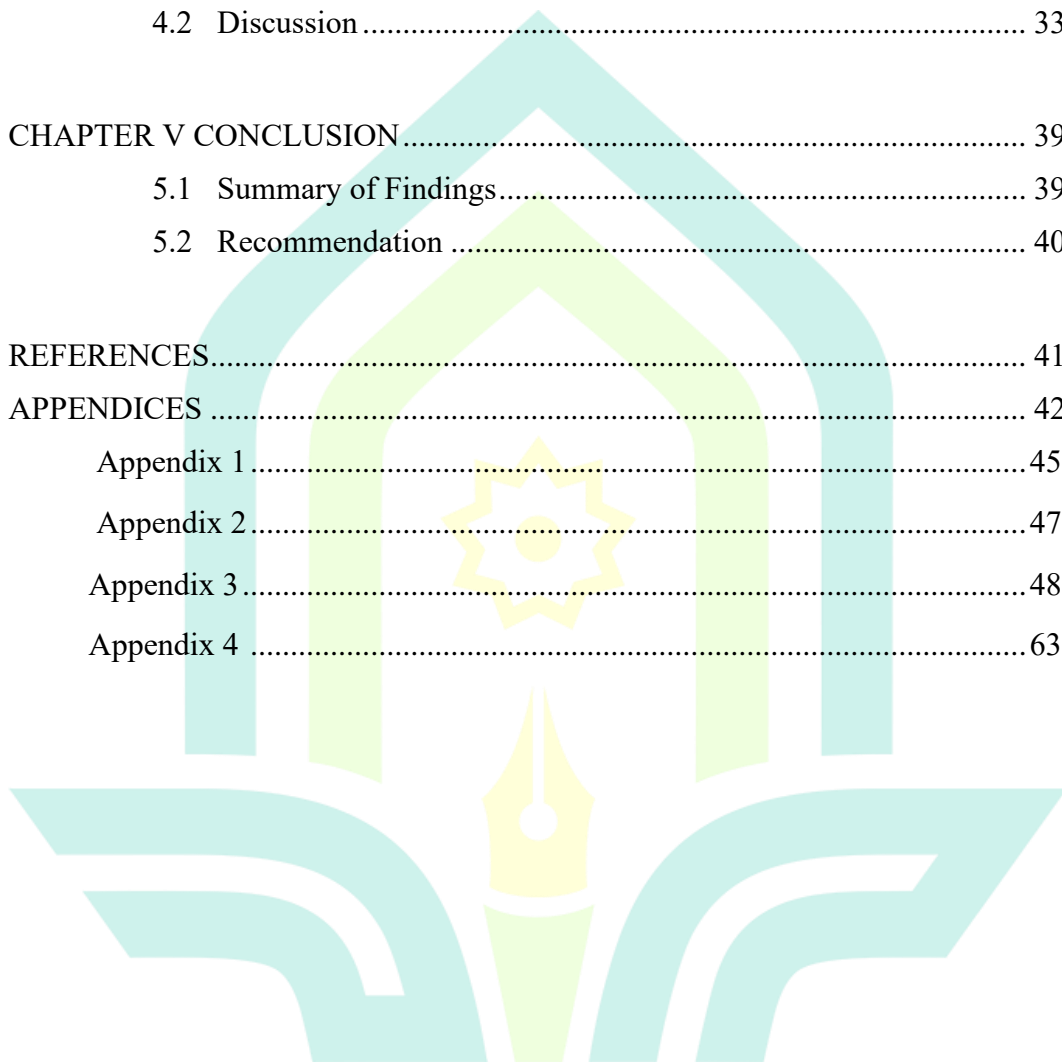 4.2 Discussion ................................................................................... 33
CHAPTER V CONCLUSION .............................................................................. 39
5.1 Summary of Findings .................................................................. 39
5.2 Recommendation ........................................................................ 40
REFERENCES ...................................................................................................... 41
APPENDICES ...................................................................................................... 42
Appendix 1 ................................................................................................. 45
Appendix 2 ................................................................................................. 47
Appendix 3 .................................................................................................. 48
Appendix 4 ................................................................................................. 63